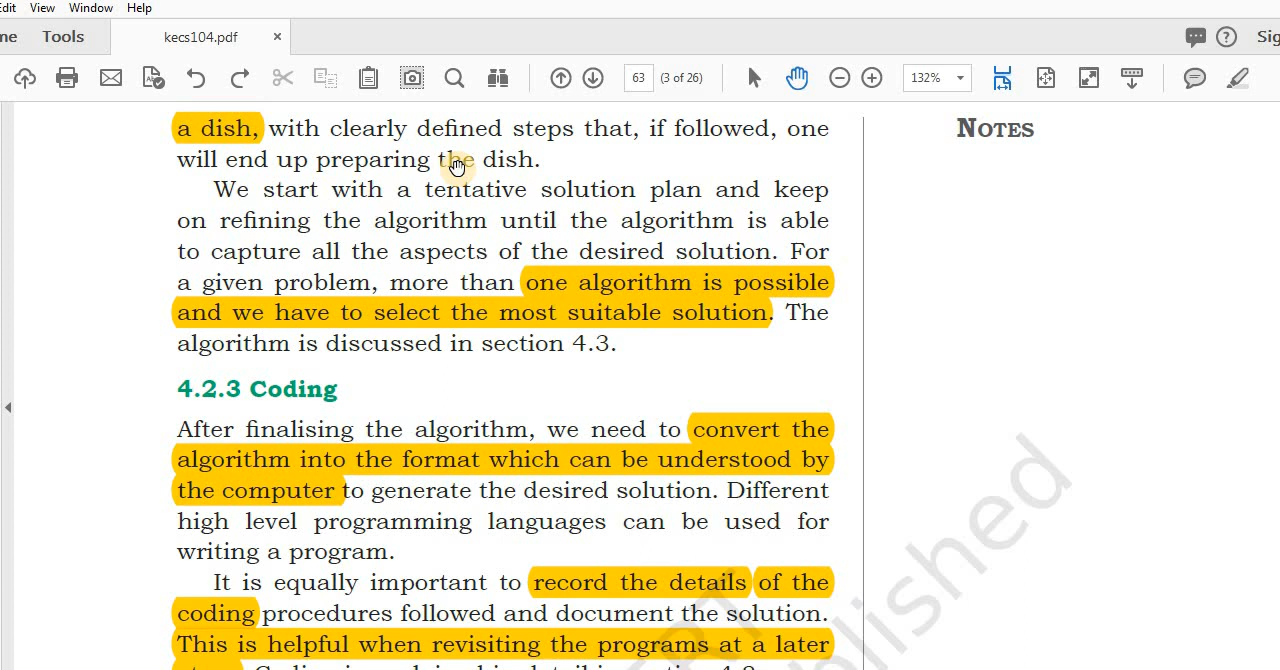 Edit View Window Help
Tools kecs104.pdf ×
63 (3 of 26) 132%
a dish, with clearly defined steps that, if followed, one
will end up preparing the dish.
We start with a tentative solution plan and keep
on refining the algorithm until the algorithm is able
to capture all the aspects of the desired solution. For
a given problem, more than one algorithm is possible
and we have to select the most suitable solution. The
algorithm is discussed in section 4.3.
4.2.3 Coding
After finalising the algorithm, we need to convert the
algorithm into the format which can be understood by
the computer to generate the desired solution. Different
high level programming languages can be used for
writing a program.
It is equally important to record the details of the
coding procedures followed and document the solution.
This is helpful when revisiting the programs at a later
NOTES